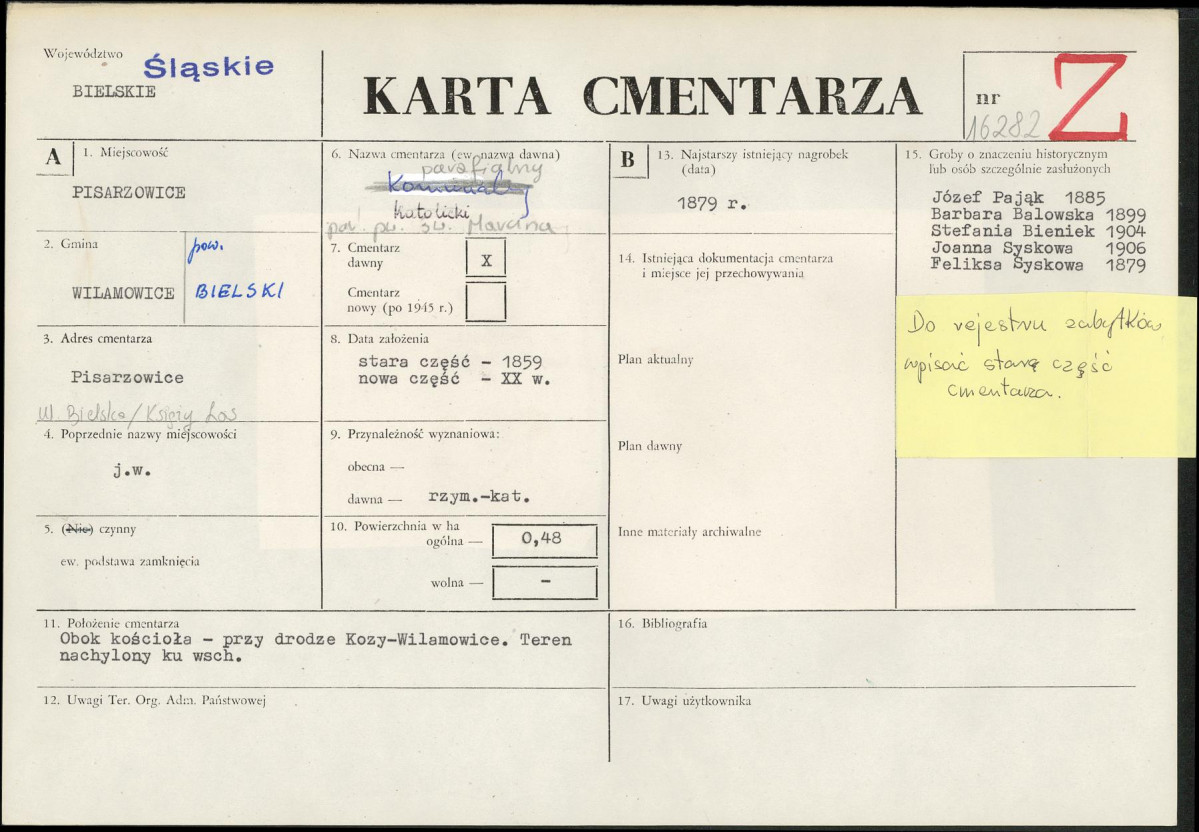 Województwo
Śląskie
BIELSKIE
KARTA CMENTARZA
nr
16282
Z
A
1. Miejscowość
PISARZOWICE
2. Gmina
pow.
WILAMOWICE
BIELSKI
3. Adres cmentarza
Pisarzowice
ul. Bielska/Księży Las
4. Poprzednie nazwy miejscowości
j.w.
5. (Nie) czynny
ew. podstawa zamknięcia
6. Nazwa cmentarza (ew. nazwa dawna)
parafialny
Komunalny
Katolicki
par. pw. św. Marcina
7. Cmentarz
dawny
X
Cmentarz
nowy (po 1945 r.)
8. Data założenia
stara część - 1859
nowa część - XX w.
9. Przynależność wyznaniowa:
obecna —
dawna — rzym.-kat.
10. Powierzchnia w ha
ogólna — 0,48
wolna — -
11. Położenie cmentarza
Obok kościoła - przy drodze Kozy-Wilamowice. Teren
nachylony ku wsch.
12. Uwagi Ter. Org. Adm. Państwowej
B
13. Najstarszy istniejący nagrobek
(data)
1879 r.
14. Istniejąca dokumentacja cmentarza
i miejsce jej przechowywania
Plan aktualny
Plan dawny
Inne materiały archiwalne
15. Groby o znaczeniu historycznym
lub osób szczególnie zasłużonych
Józef Pająk 1885
Barbara Balowska 1899
Stefania Bieniek 1904
Joanna Syskowa 1906
Feliksa Syskowa 1879
Do rejestru zabytków
wpisać starą część
cmentarza.
16. Bibliografia
17. Uwagi użytkownika